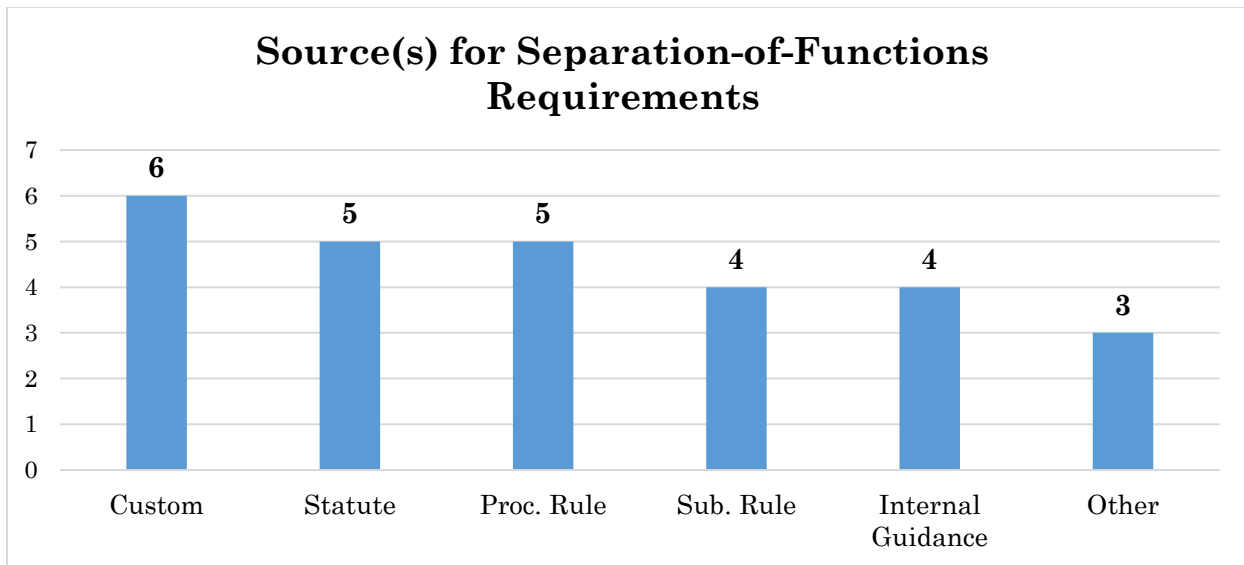 Source(s) for Separation-of-Functions
Requirements
7
6
5
4
3
2
1
0
6
5
5
4
4
3
Custom
Statute
Proc. Rule
Sub. Rule
Internal
Guidance
Other